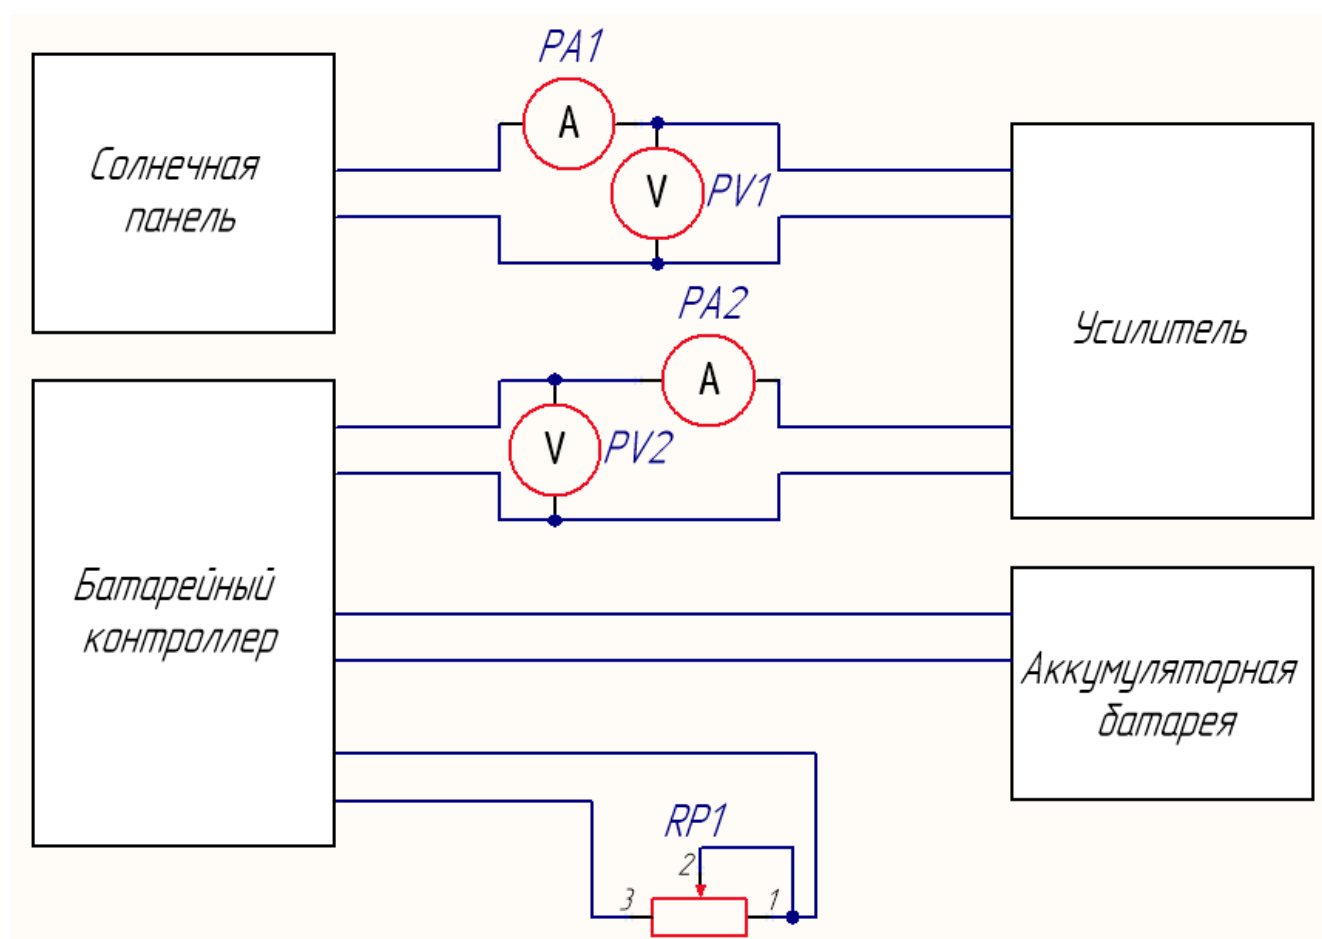 PA1
A
Солнечная
панель
V
PV1
PA2
A
Усилитель
V
PV2
Батарейный
контроллер
Аккумуляторная
батарея
RP1
2
3
1